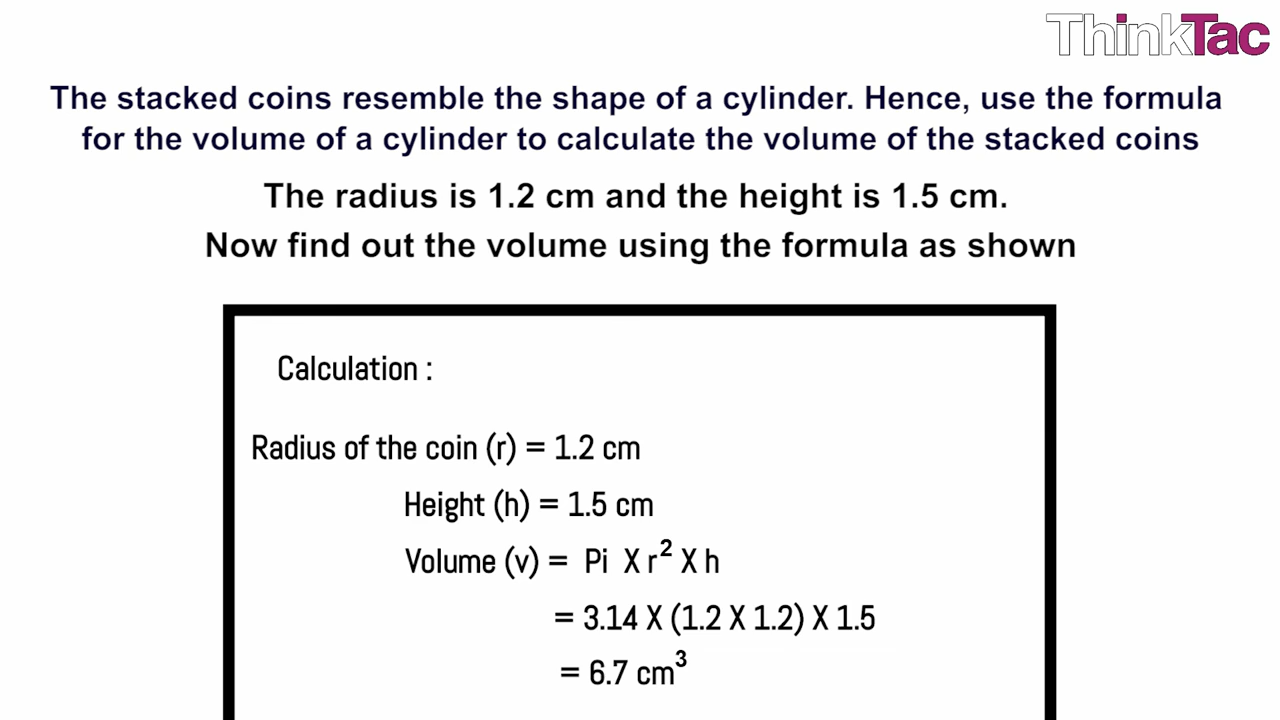 ThinkTac
The stacked coins resemble the shape of a cylinder. Hence, use the formula
for the volume of a cylinder to calculate the volume of the stacked coins
The radius is 1.2 cm and the height is 1.5 cm.
Now find out the volume using the formula as shown
Calculation :
Radius of the coin (r) = 1.2 cm
Height (h) = 1.5 cm
Volume (v) = Pi X r² X h
= 3.14 X (1.2 X 1.2) X 1.5
= 6.7 cm³